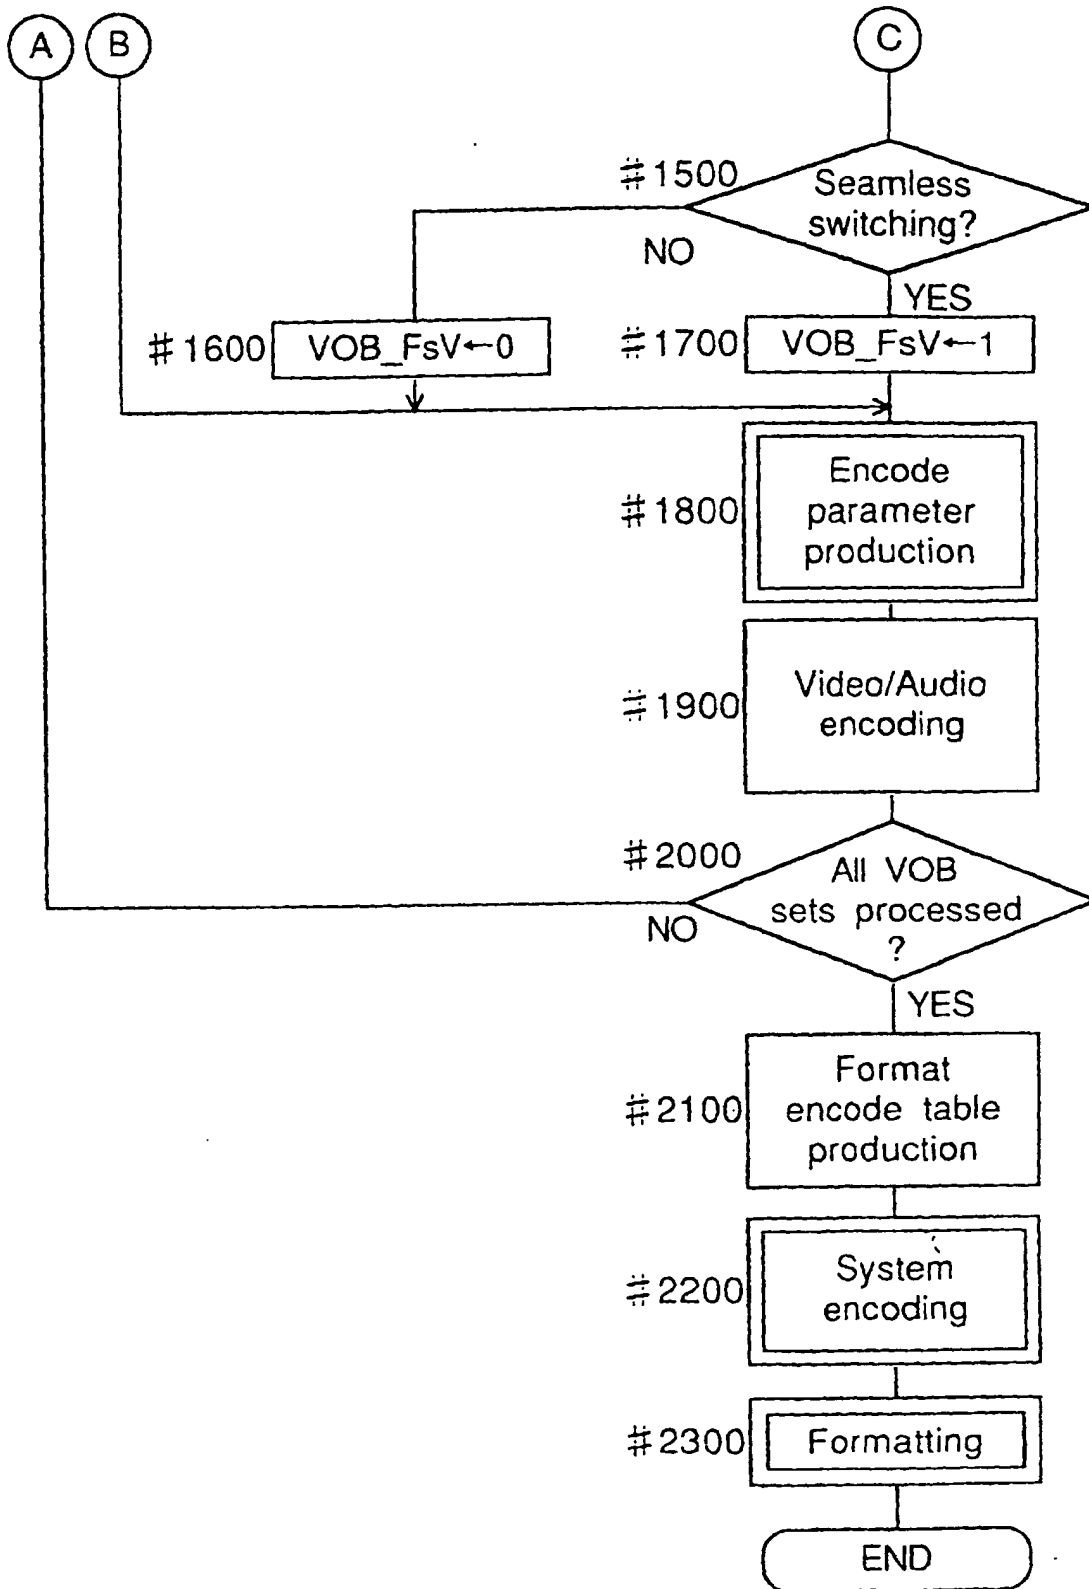 A B C
#1500
Seamless
switching?
NO
YES
#1600
VOB_FsV←0
#1700
VOB_FsV←1
#1800
Encode
parameter
production
#1900
Video/Audio
encoding
#2000
All VOB
sets processed
?
NO
YES
#2100
Format
encode table
production
#2200
System
encoding
#2300
Formatting
END